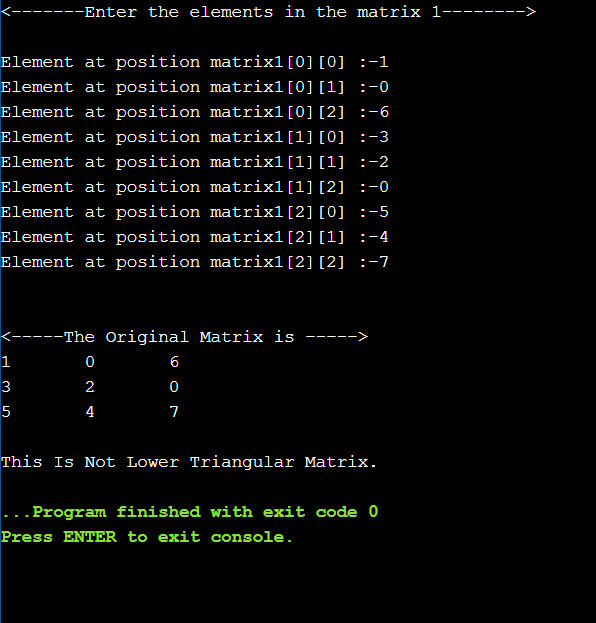 <-------Enter the elements in the matrix 1-------->
Element at position matrix1[0][0] :-1
Element at position matrix1[0][1] :-0
Element at position matrix1[0][2] :-6
Element at position matrix1[1][0] :-3
Element at position matrix1[1][1] :-2
Element at position matrix1[1][2] :-0
Element at position matrix1[2][0] :-5
Element at position matrix1[2][1] :-4
Element at position matrix1[2][2] :-7
<-----The Original Matrix is ----->
1       0       6
3       2       0
5       4       7
This Is Not Lower Triangular Matrix.
...Program finished with exit code 0
Press ENTER to exit console.